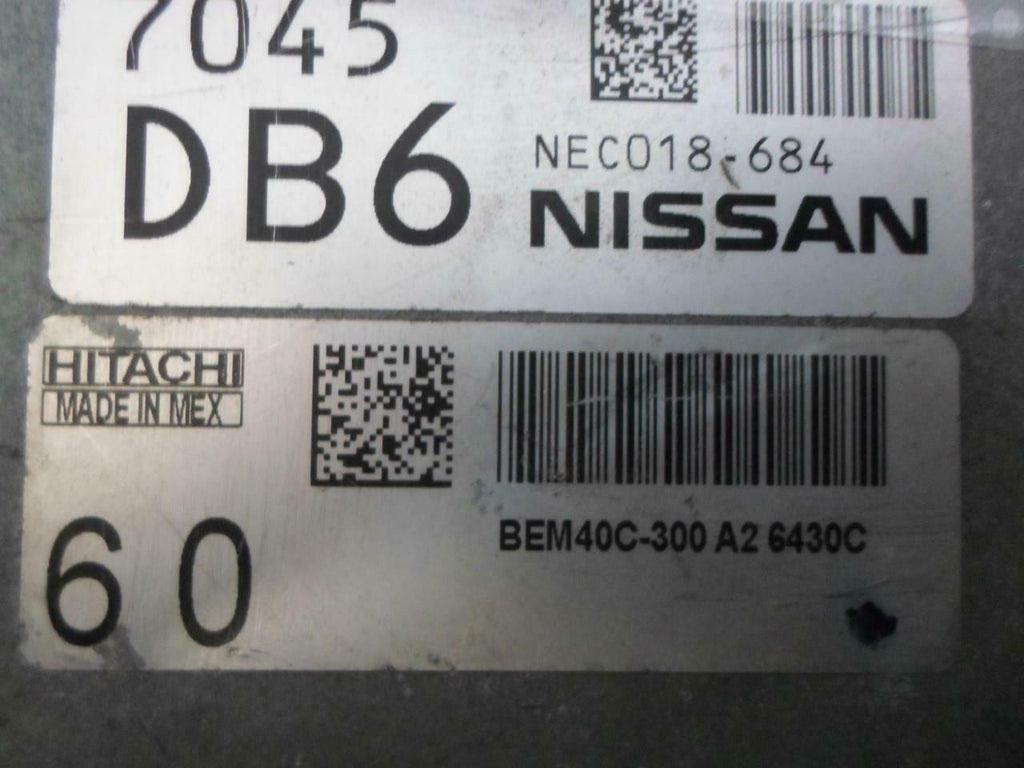 7045
DB6
NEC018-684
NISSAN
HITACHI
MADE IN MEX
BEM40C-300 A2 6430C
60